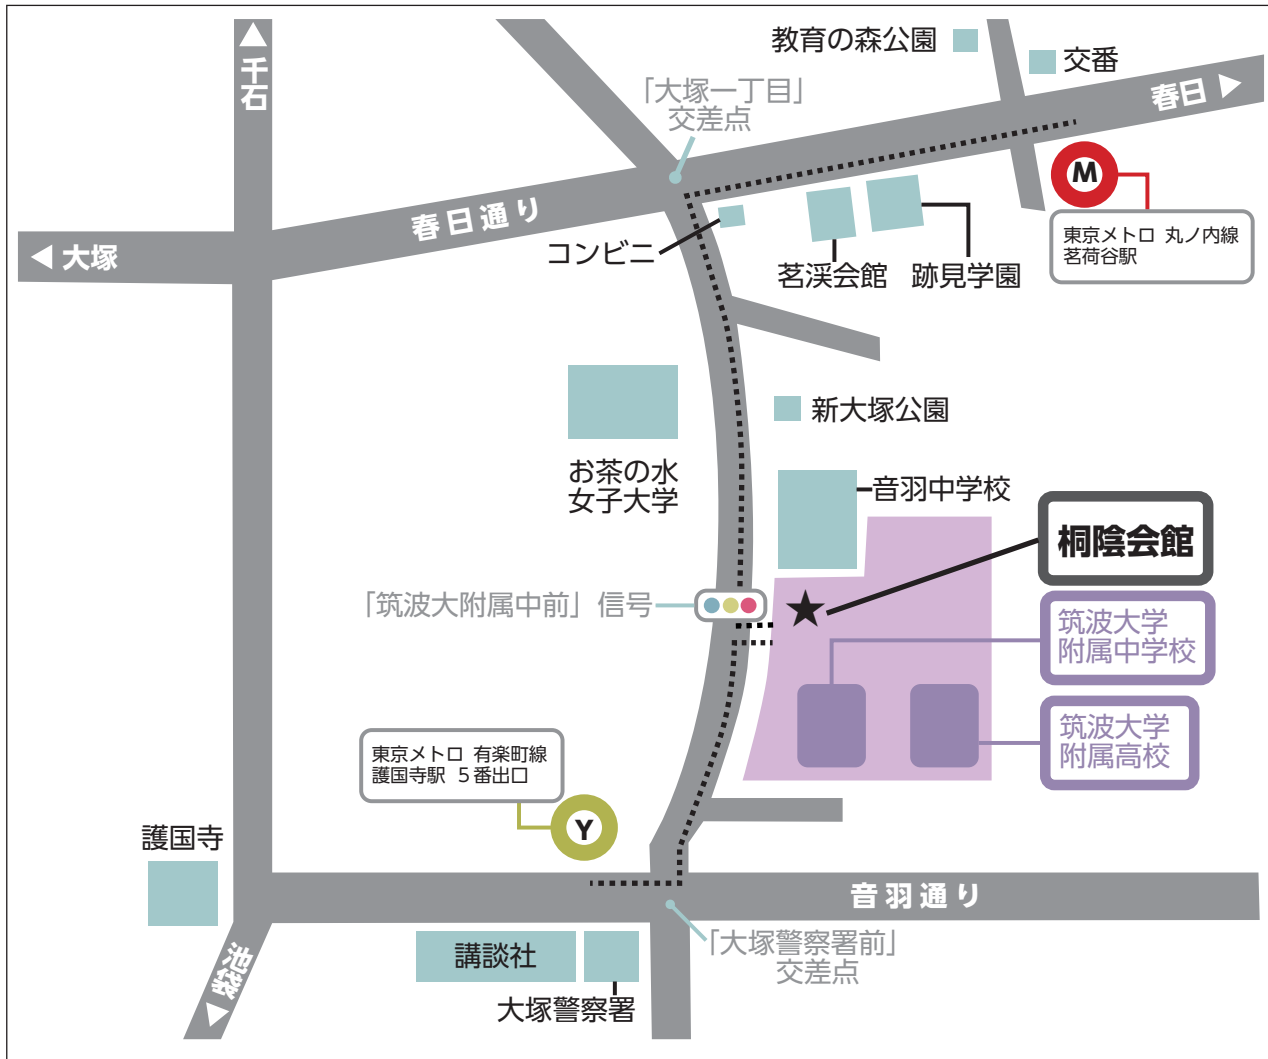 教育の森公園
交番
千石
「大塚一丁目」
交差点
春日
M
春日通り
コンビニ
茗渓会館
跡見学園
東京メトロ 丸ノ内線
茗荷谷駅
大塚
新大塚公園
お茶の水
女子大学
音羽中学校
桐陰会館
「筑波大附属中前」信号
筑波大学
附属中学校
筑波大学
附属高校
東京メトロ 有楽町線
護国寺駅 5番出口
Y
護国寺
音羽通り
池袋
講談社
「大塚警察署前」
交差点
大塚警察署